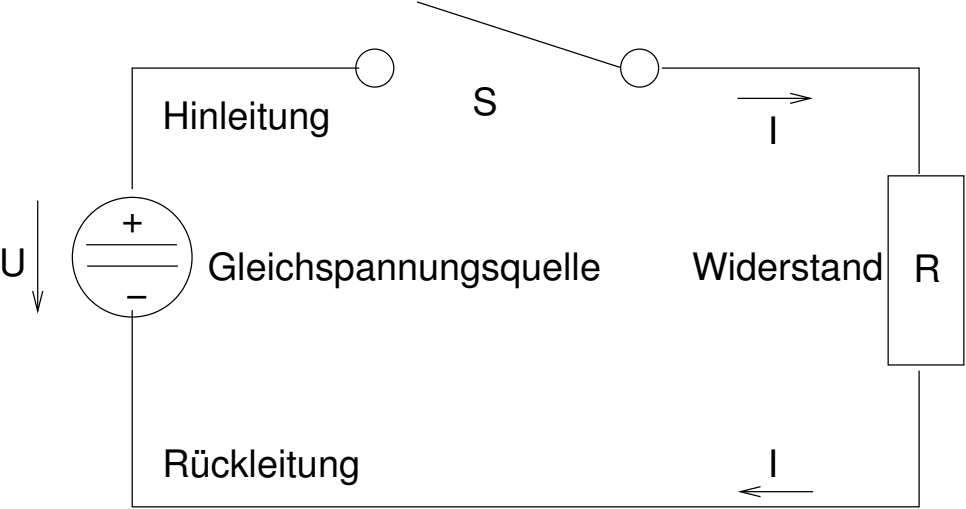 S
Hinleitung
I
+
U
Gleichspannungsquelle
Widerstand
R
−
Rückleitung
I